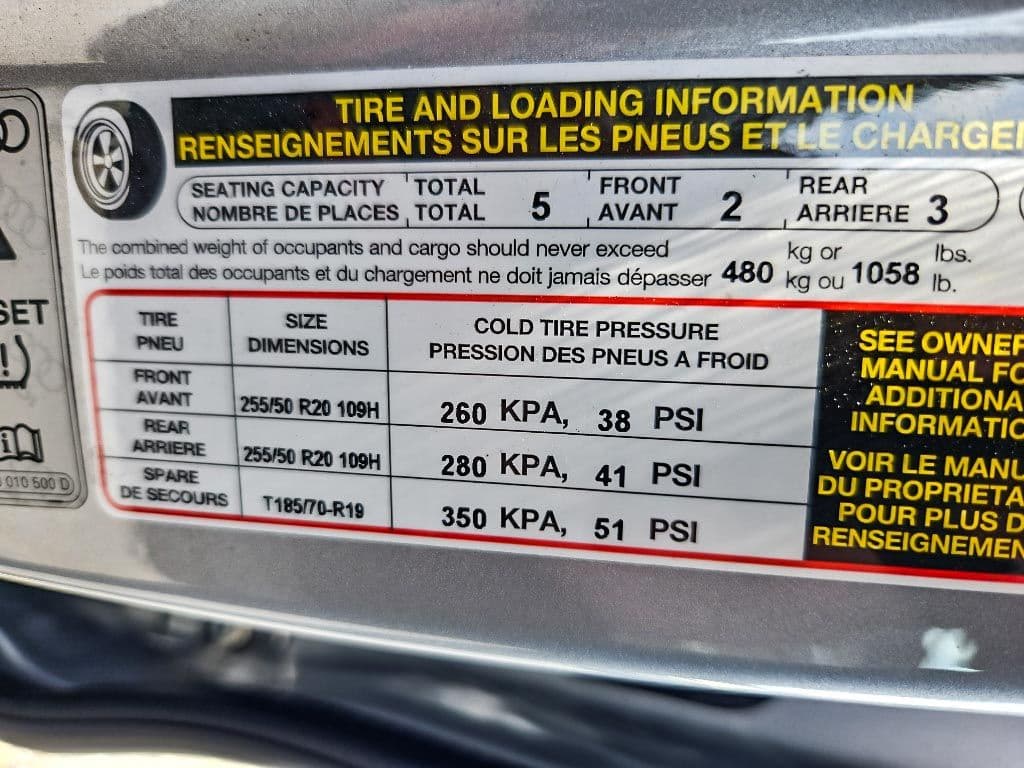 TIRE AND LOADING INFORMATION
RENSEIGNEMENTS SUR LES PNEUS ET LE
SEATING CAPACITY TOTAL FRONT REAR
NOMBRE DE PLACES TOTAL 5 AVANT 2 ARRIERE 3
The combined weight of occupants and cargo should never exceed kg or lbs.
Le poids total des occupants et du chargement ne doit jamais dépasser 480 kg ou 1058 lb.
TIRE SIZE COLD TIRE PRESSURE
PNEU DIMENSIONS PRESSION DES PNEUS A FROID
FRONT
AVANT 255/50 R20 109H 260 KPA, 38 PSI
REAR
ARRIERE 255/50 R20 109H 280 KPA, 41 PSI
SPARE
DE SECOURS T185/70-R19 350 KPA, 51 PSI
SEE
MANUAL
VOIR LE
DU
POUR PLUS
SET
010 500 D